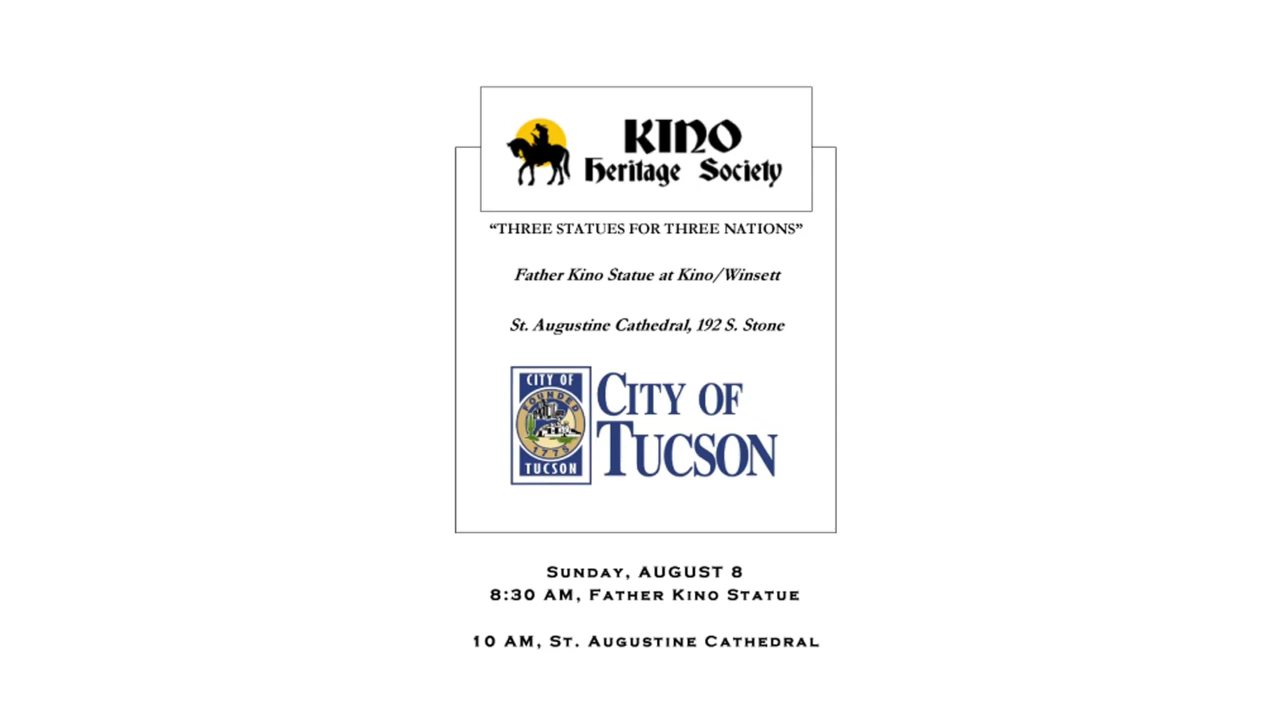 KINO
Heritage Society
“THREE STATUES FOR THREE NATIONS”
Father Kino Statue at Kino/Winsett
St. Augustine Cathedral, 192 S. Stone
CITY OF
FOUNDED
1775
TUCSON
CITY OF
TUCSON
SUNDAY, AUGUST 8
8:30 AM, FATHER KINO STATUE
10 AM, ST. AUGUSTINE CATHEDRAL